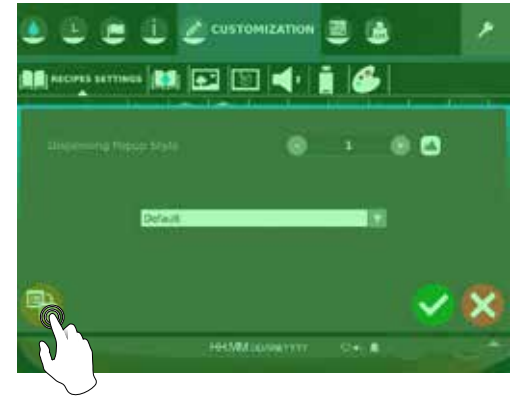 CUSTOMIZATION
RECIPES SETTINGS
Dispensing Popup Style
1
Default
HH:MM DD/MM/YYYY